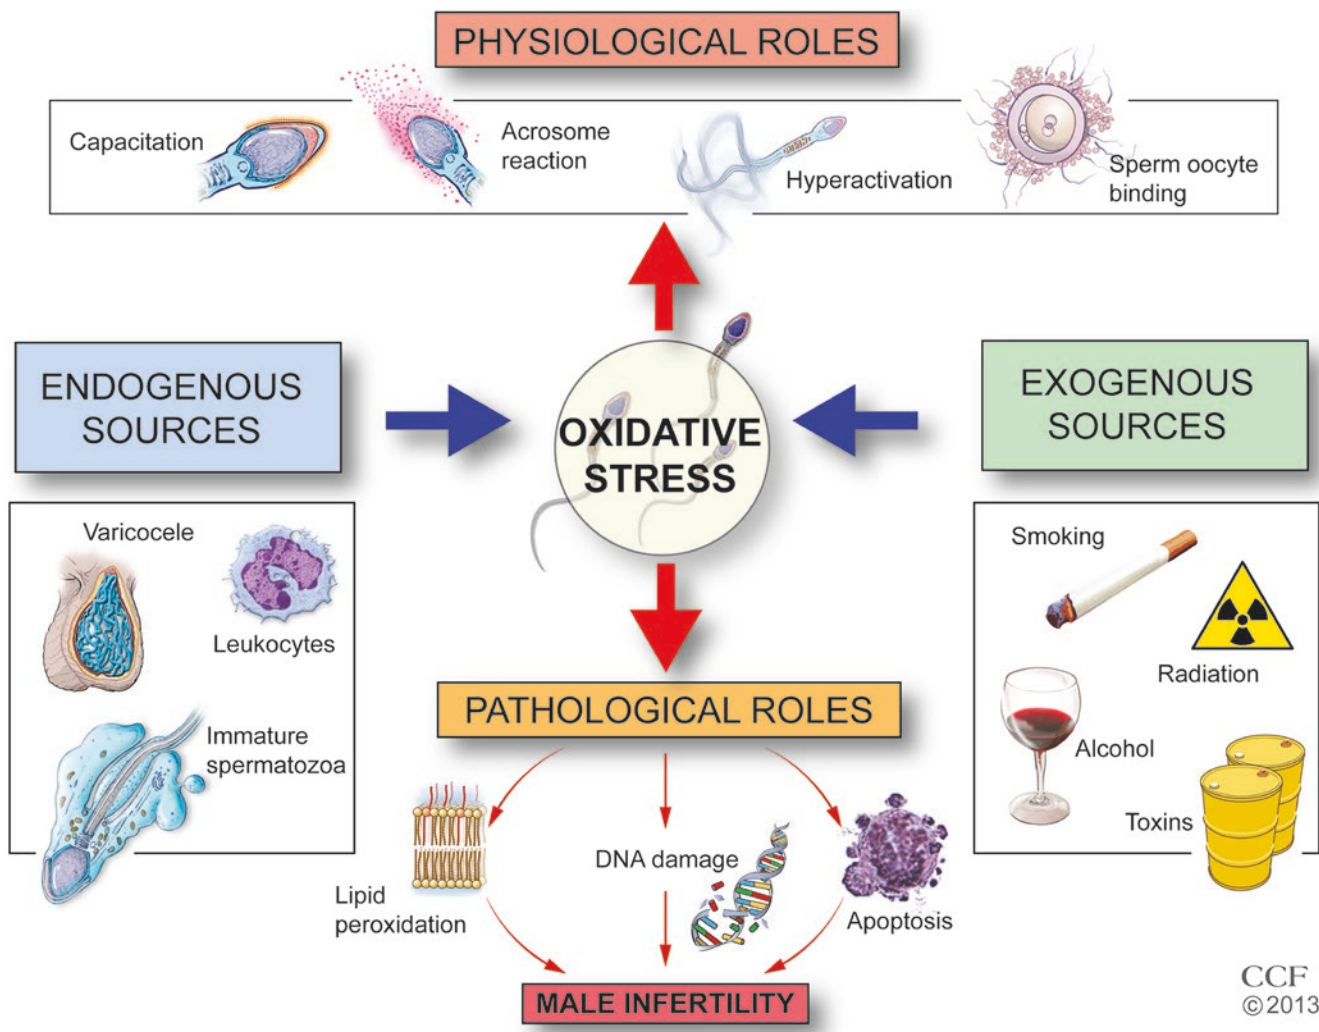 PHYSIOLOGICAL ROLES
Capacitation
Acrosome
reaction
Hyperactivation
Sperm oocyte
binding
ENDOGENOUS
SOURCES
OXIDATIVE
STRESS
EXOGENOUS
SOURCES
Varicocele
Leukocytes
Immature
spermatozoa
Smoking
Radiation
Alcohol
Toxins
PATHOLOGICAL ROLES
Lipid
peroxidation
DNA damage
Apoptosis
MALE INFERTILITY
CCF
©2013